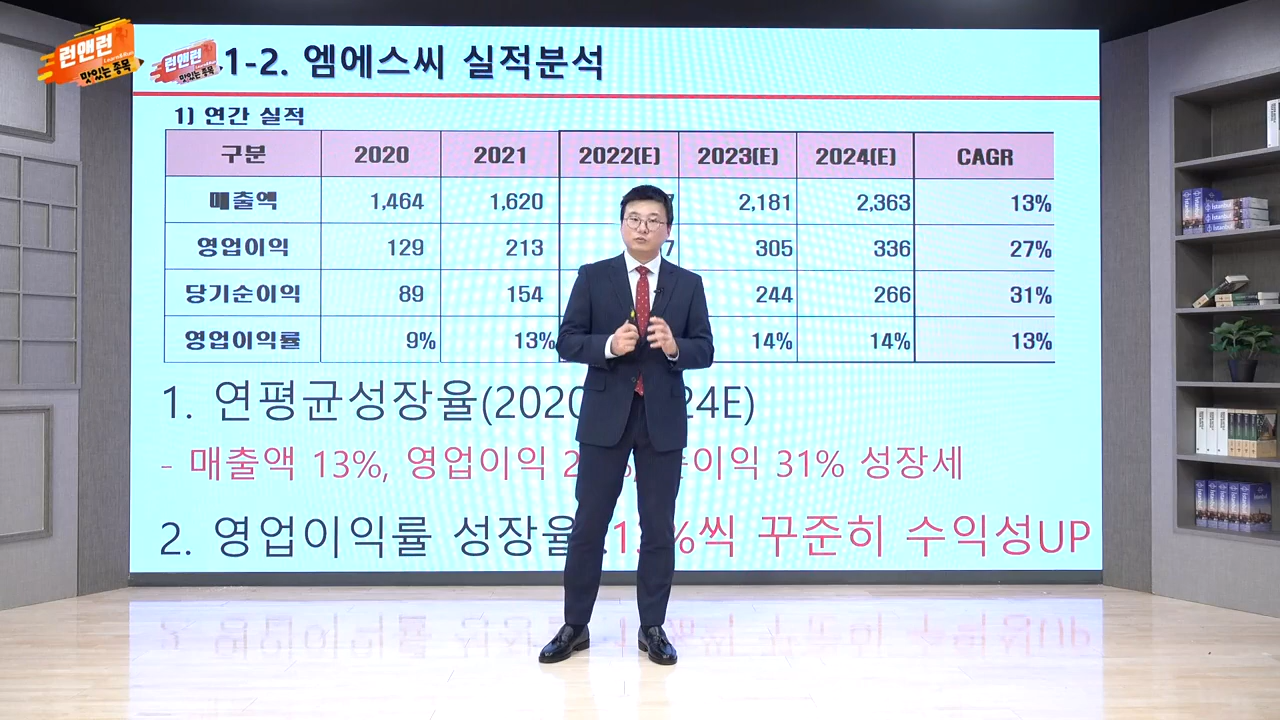 런앤런
맛있는 종목
런앤런
맛있는 종목
1-2. 엠에스씨 실적분석
1) 연간 실적
구분 2020 2021 2022(E) 2023(E) 2024(E) CAGR
매출액 1,464 1,620 2,181 2,363 13%
영업이익 129 213 305 336 27%
당기순이익 89 154 244 266 31%
영업이익률 9% 13% 14% 14% 13%
1. 연평균성장율(2020 24E)
- 매출액 13%, 영업이익 이익 31% 성장세
2. 영업이익률 성장율 %씩 꾸준히 수익성UP
Istanbul
Istanbul